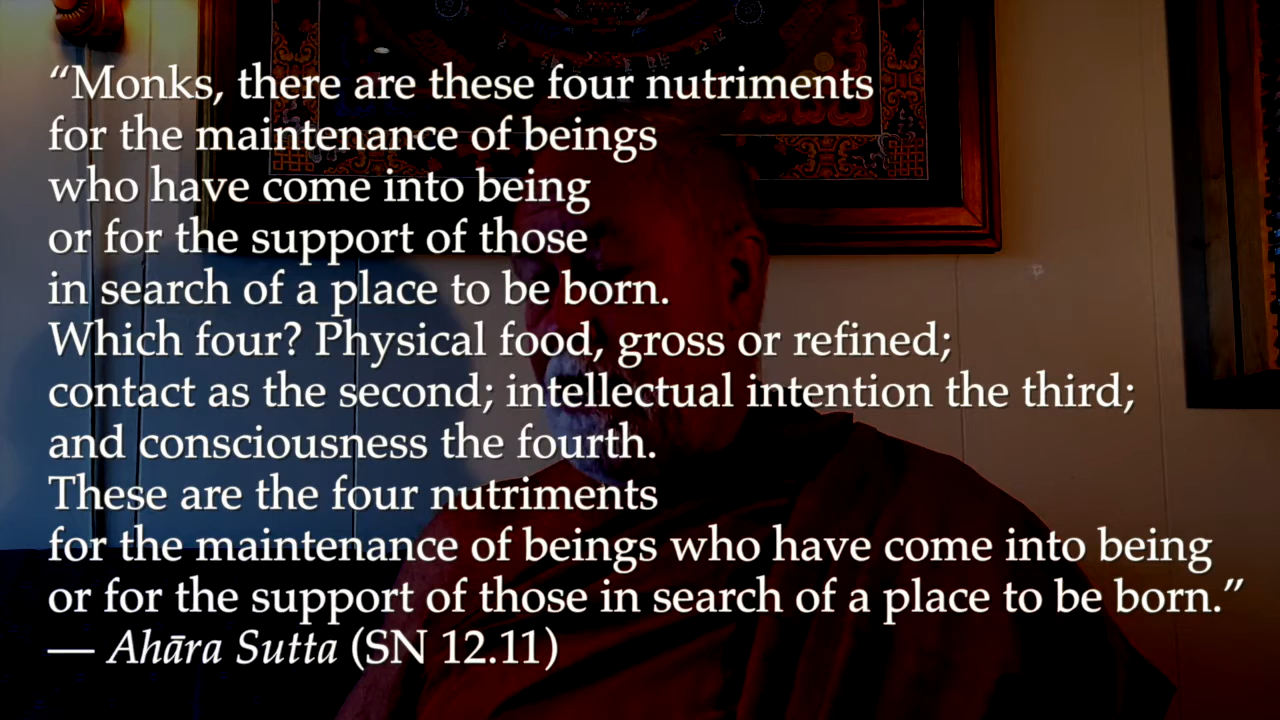 “Monks, there are these four nutriments
for the maintenance of beings
who have come into being
or for the support of those
in search of a place to be born.
Which four? Physical food, gross or refined;
contact as the second; intellectual intention the third;
and consciousness the fourth.
These are the four nutriments
for the maintenance of beings who have come into being
or for the support of those in search of a place to be born.”
— Ahāra Sutta (SN 12.11)